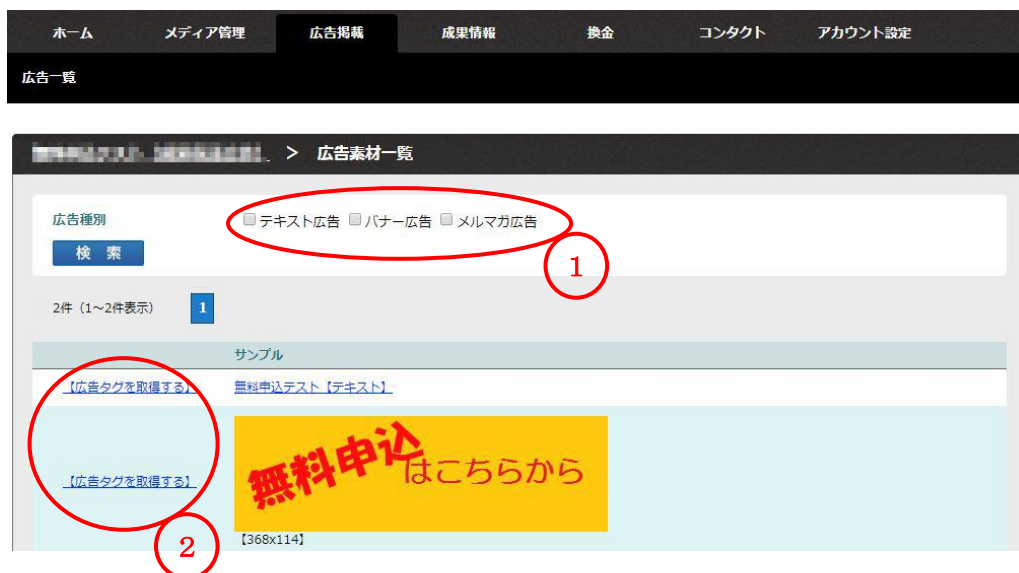 ホーム メディア管理 広告掲載 成果情報 換金 コンタクト アカウント設定
広告一覧
> 広告素材一覧
広告種別 テキスト広告 バナー広告 メルマガ広告
検 索
1
2件（1～2件表示） 1
サンプル
【広告タグを取得する】 無料申込テスト【テキスト】
無料申込はこちらから
【広告タグを取得する】
【368x114】
2